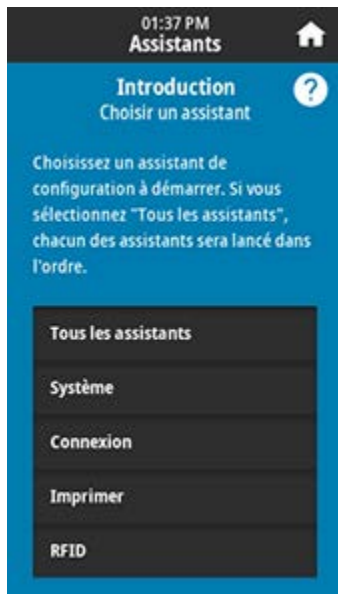 01:37 PM
Assistants
Introduction
?
Choisir un assistant
Choisissez un assistant de
configuration à démarrer. Si vous
sélectionnez "Tous les assistants",
chacun des assistants sera lancé dans
l'ordre.
Tous les assistants
Système
Connexion
Imprimer
RFID